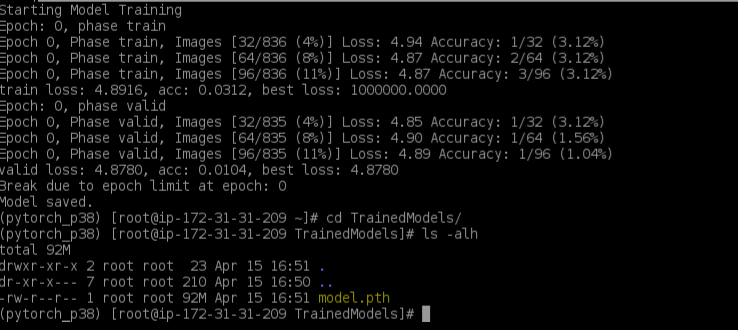 Starting Model Training
Epoch: 0, phase train
Epoch 0, Phase train, Images [32/836 (4%)] Loss: 4.94 Accuracy: 1/32 (3.12%)
Epoch 0, Phase train, Images [64/836 (8%)] Loss: 4.87 Accuracy: 2/64 (3.12%)
Epoch 0, Phase train, Images [96/836 (11%)] Loss: 4.87 Accuracy: 3/96 (3.12%)
train loss: 4.8916, acc: 0.0312, best loss: 1000000.0000
Epoch: 0, phase valid
Epoch 0, Phase valid, Images [32/835 (4%)] Loss: 4.85 Accuracy: 1/32 (3.12%)
Epoch 0, Phase valid, Images [64/835 (8%)] Loss: 4.90 Accuracy: 1/64 (1.56%)
Epoch 0, Phase valid, Images [96/835 (11%)] Loss: 4.89 Accuracy: 1/96 (1.04%)
valid loss: 4.8780, acc: 0.0104, best loss: 4.8780
Break due to epoch limit at epoch: 0
Model saved.
(pytorch_p38) [root@ip-172-31-31-209 ~]# cd TrainedModels/
(pytorch_p38) [root@ip-172-31-31-209 TrainedModels]# ls -alh
total 92M
drwxr-xr-x 2 root root  23 Apr 15 16:51 .
dr-xr-x--- 7 root root 210 Apr 15 16:50 ..
-rw-r--r-- 1 root root 92M Apr 15 16:51 model.pth
(pytorch_p38) [root@ip-172-31-31-209 TrainedModels]#